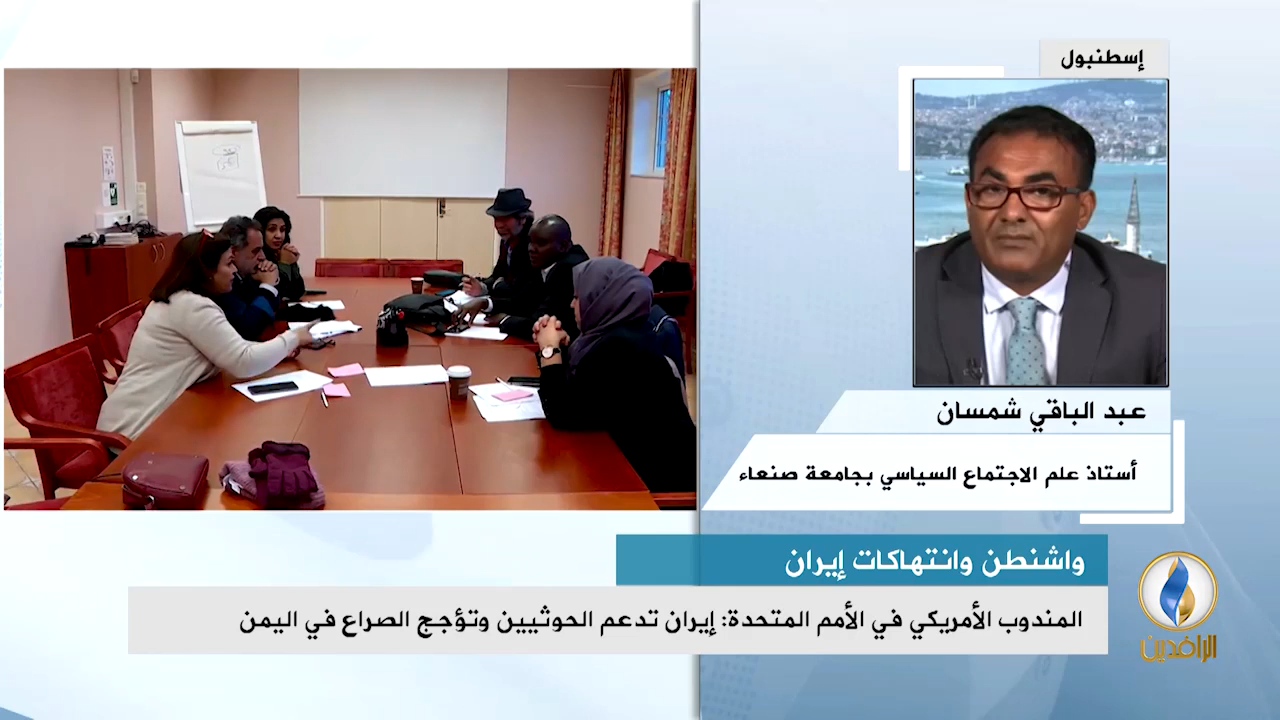 إسطنبول
عبد الباقي شمسان
أستاذ علم الاجتماع السياسي بجامعة صنعاء
واشنطن وانتهاكات إيران
المندوب الأمريكي في الأمم المتحدة: إيران تدعم الحوثيين وتؤجج الصراع في اليمن
الرافدين